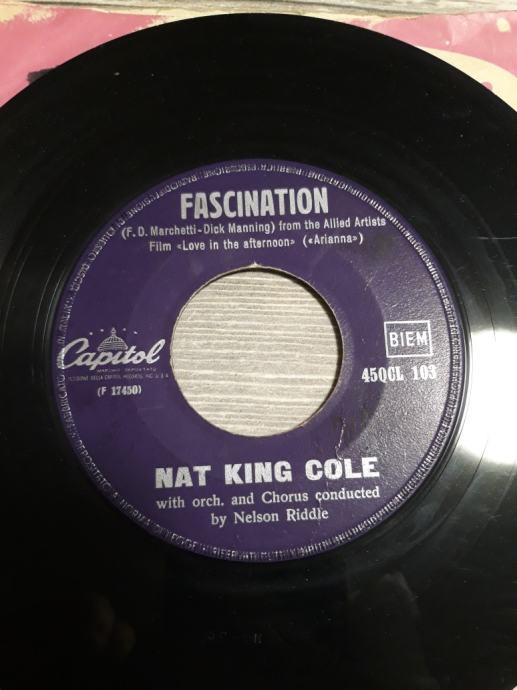 FASCINATION
(F. D. Marchetti-Dick Manning) from the Allied Artists
Film «Love in the afternoon» («Arianna»)
Capitol
(F 17450)
BIEM
45QCL 103
NAT KING COLE
with orch. and Chorus conducted
by Nelson Riddle